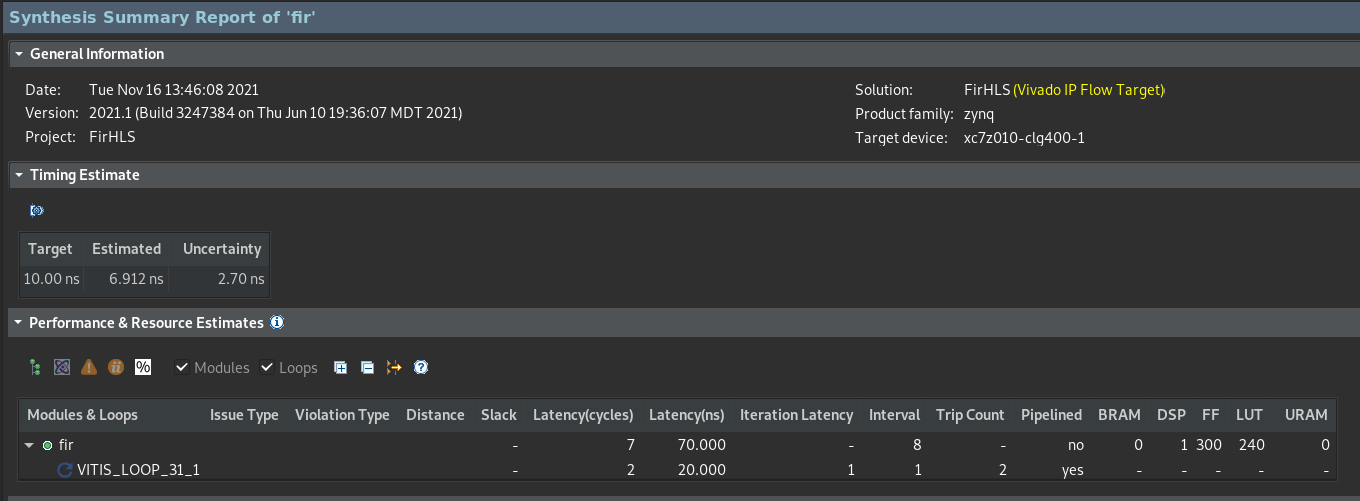 Synthesis Summary Report of 'fir'
General Information
Date: Tue Nov 16 13:46:08 2021 Solution: FirHLS (Vivado IP Flow Target)
Version: 2021.1 (Build 3247384 on Thu Jun 10 19:36:07 MDT 2021) Product family: zynq
Project: FirHLS Target device: xc7z010-clg400-1
Timing Estimate
Target Estimated Uncertainty
10.00 ns 6.912 ns 2.70 ns
Performance & Resource Estimates
% Modules Loops
Modules & Loops Issue Type Violation Type Distance Slack Latency(cycles) Latency(ns) Iteration Latency Interval Trip Count Pipelined BRAM DSP FF LUT URAM
fir - 7 70.000 - 8 - no 0 1 300 240 0
VITIS_LOOP_31_1 - 2 20.000 1 1 2 yes - - - - -